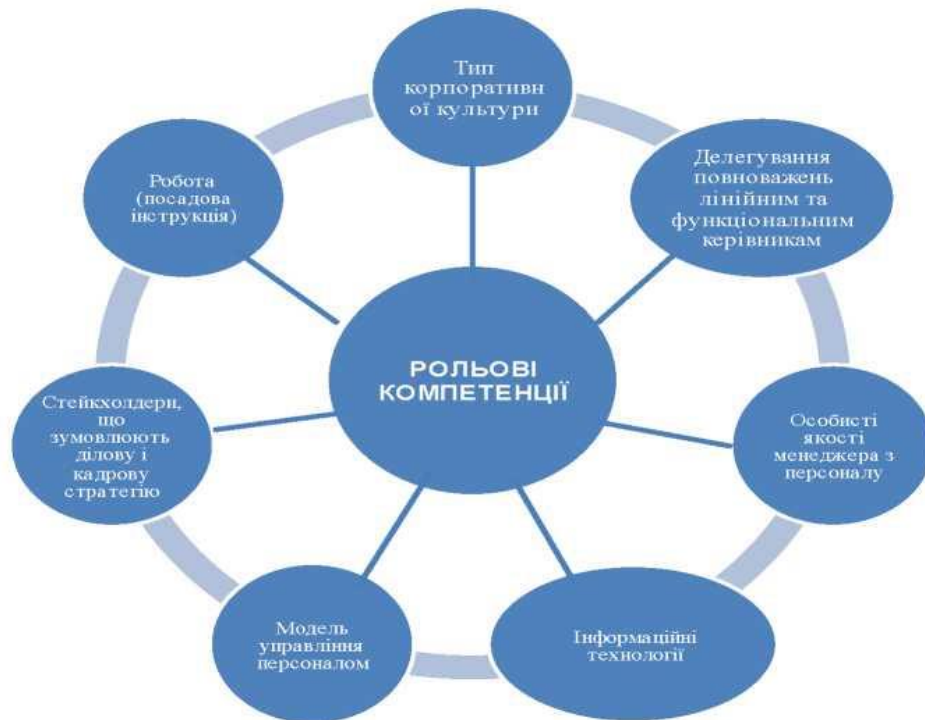 Тип
корпоративн
ої культури
Делегування
повноважень
лінійним та
функціональним
керівникам
Робота
(посадова
інструкція)
РОЛЬОВІ
КОМПЕТЕНЦІЇ
Особисті
якості
менеджера з
персоналу
Стейкхолдери,
що
зумовлюють
ділову і
кадрову
стратегію
Інформаційні
технології
Модель
управління
персоналом